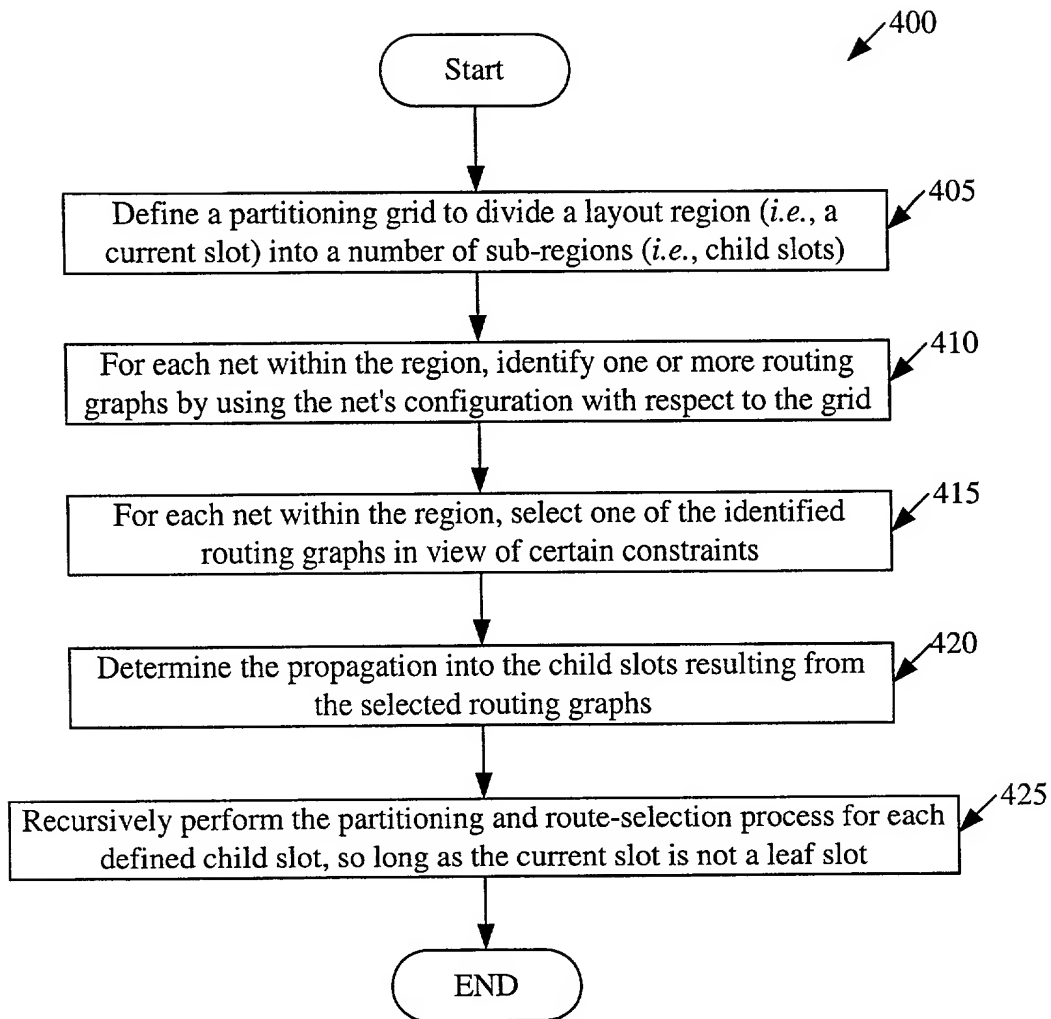 400
Start
405
Define a partitioning grid to divide a layout region (i.e., a
current slot) into a number of sub-regions (i.e., child slots)
410
For each net within the region, identify one or more routing
graphs by using the net's configuration with respect to the grid
415
For each net within the region, select one of the identified
routing graphs in view of certain constraints
420
Determine the propagation into the child slots resulting from
the selected routing graphs
425
Recursively perform the partitioning and route-selection process for each
defined child slot, so long as the current slot is not a leaf slot
END